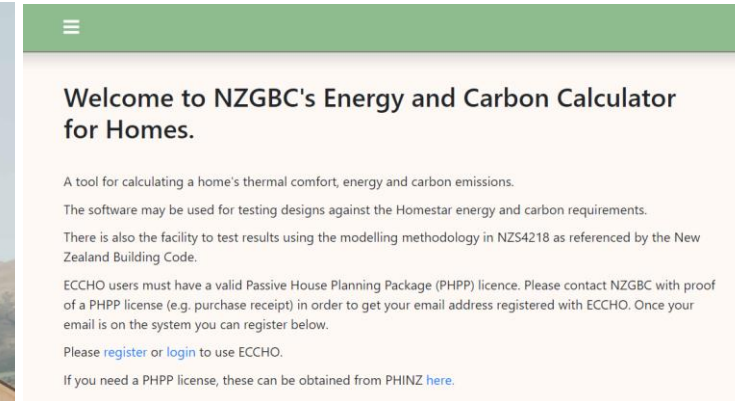 Welcome to NZGBC's Energy and Carbon Calculator
for Homes.
A tool for calculating a home's thermal comfort, energy and carbon emissions.
The software may be used for testing designs against the Homestar energy and carbon requirements.
There is also the facility to test results using the modelling methodology in NZS4218 as referenced by the New
Zealand Building Code.
ECCHO users must have a valid Passive House Planning Package (PHPP) licence. Please contact NZGBC with proof
of a PHPP license (e.g. purchase receipt) in order to get your email address registered with ECCHO. Once your
email is on the system you can register below.
Please register or login to use ECCHO.
If you need a PHPP license, these can be obtained from PHINZ here.